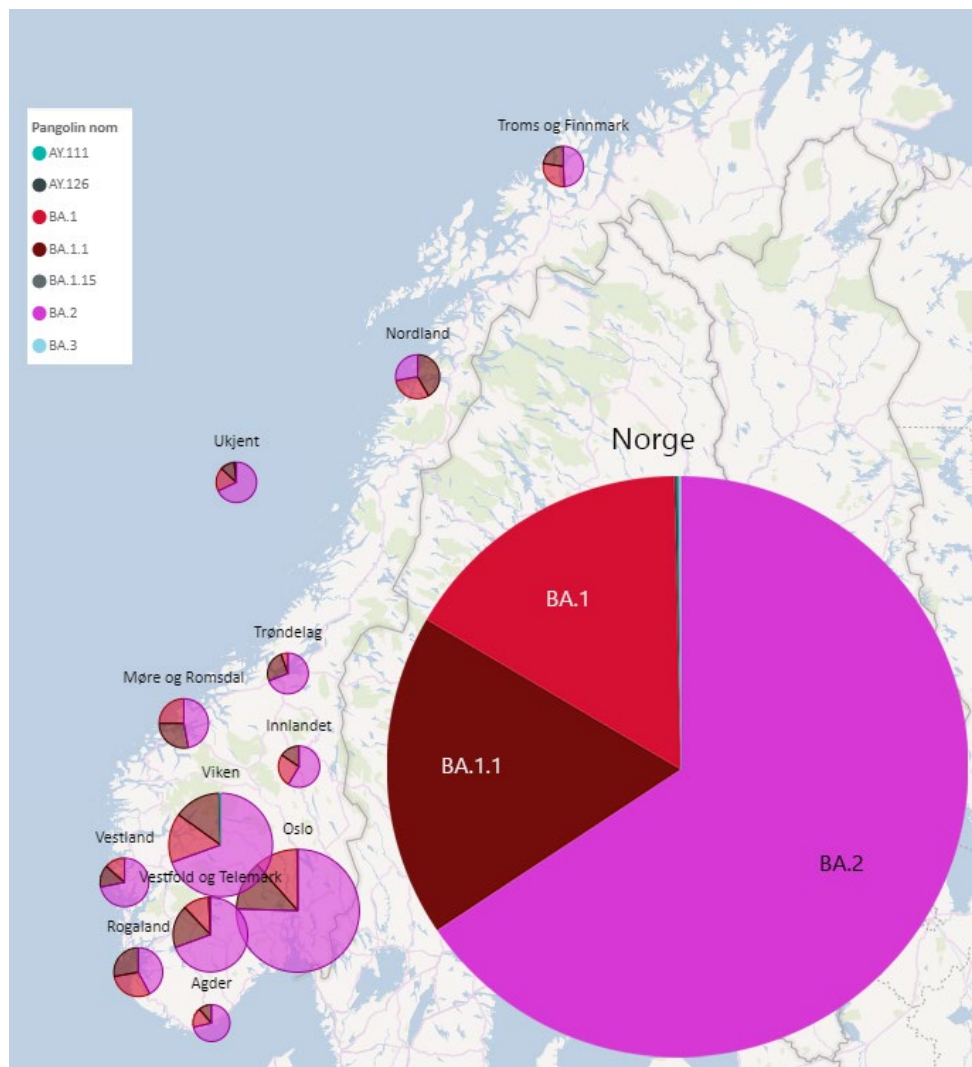 Pangolin nom
AY.111
AY.126
BA.1
BA.1.1
BA.1.15
BA.2
BA.3
Troms og Finnmark
Nordland
Ukjent
Norge
BA.1
Trøndelag
Møre og Romsdal
Innlandet
BA.1.1
Viken
Oslo
Vestland
BA.2
Vestfold og Telemark
Rogaland
Agder